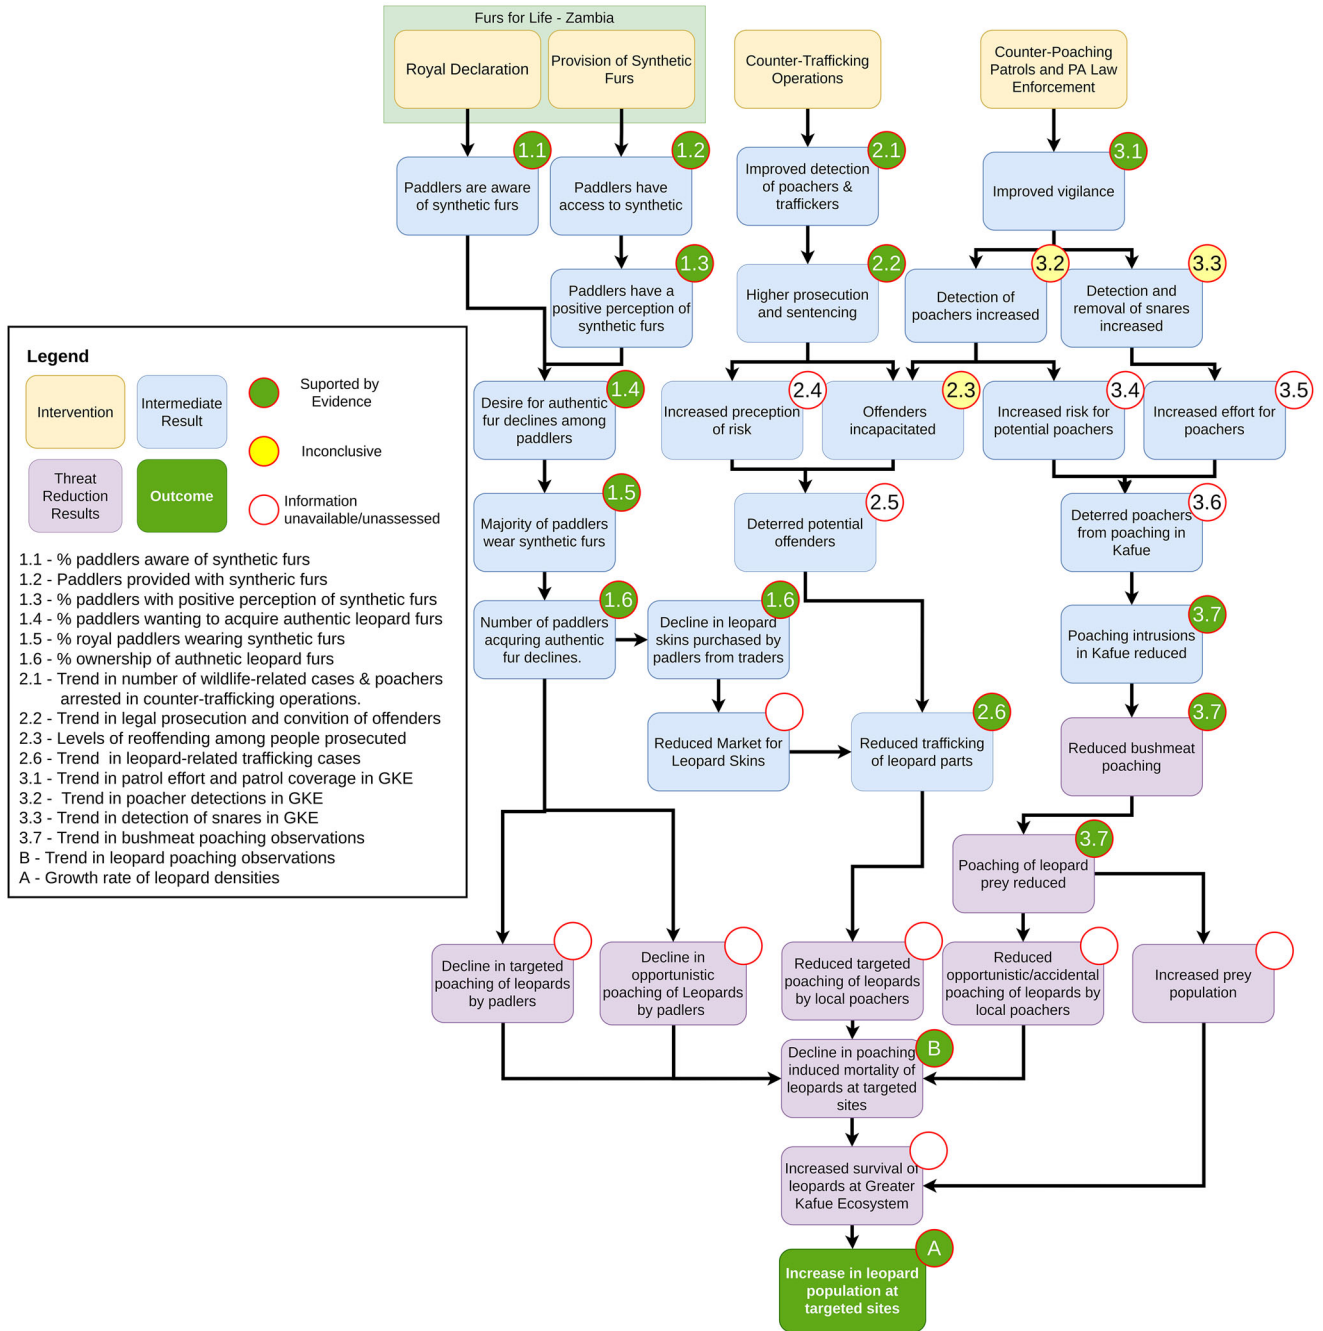 Furs for Life - Zambia
Royal Declaration
Provision of Synthetic
Furs
Counter-Trafficking
Operations
Counter-Poaching
Patrols and PA Law
Enforcement
1.1
1.2
2.1
3.1
Paddlers are aware
of synthetic furs
Paddlers have
access to synthetic
Improved detection
of poachers &
traffickers
Improved vigilance
1.3
2.2
3.2
3.3
Paddlers have a
positive perception of
synthetic furs
Higher prosecution
and sentencing
Detection of
poachers increased
Detection and
removal of snares
increased
1.4
2.4
2.3
3.4
3.5
Desire for authentic
fur declines among
paddlers
Increased preception
of risk
Offenders
incapacitated
Increased risk for
potential poachers
Increased effort for
poachers
1.5
2.5
3.6
Majority of paddlers
wear synthetic furs
Deterred potential
offenders
Deterred poachers
from poaching in
Kafue
1.6
1.6
3.7
Number of paddlers
acquring authentic
fur declines.
Decline in leopard
skins purchased by
padlers from traders
Poaching intrusions
in Kafue reduced
2.6
3.7
Reduced Market for
Leopard Skins
Reduced trafficking
of leopard parts
Reduced bushmeat
poaching
3.7
Poaching of leopard
prey reduced
Decline in targeted
poaching of leopards
by padlers
Decline in
opportunistic
poaching of Leopards
by padlers
Reduced targeted
poaching of leopards
by local poachers
Reduced
opportunistic/accidental
poaching of leopards by
local poachers
Increased prey
population
B
Decline in poaching
induced mortality of
leopards at targeted
sites
Increased survival of
leopards at Greater
Kafue Ecosystem
A
Increase in leopard
population at
targeted sites
Legend
Intervention
Intermediate
Result
Suported by
Evidence
Inconclusive
Threat
Reduction
Results
Outcome
Information
unavailable/unassessed
1.1 - % paddlers aware of synthetic furs
1.2 - Paddlers provided with syntheric furs
1.3 - % paddlers with positive perception of synthetic furs
1.4 - % paddlers wanting to acquire authentic leopard furs
1.5 - % royal paddlers wearing synthetic furs
1.6 - % ownership of authnetic leopard furs
2.1 - Trend in number of wildlife-related cases & poachers
arrested in counter-trafficking operations.
2.2 - Trend in legal prosecution and convition of offenders
2.3 - Levels of reoffending among people prosecuted
2.6 - Trend in leopard-related trafficking cases
3.1 - Trend in patrol effort and patrol coverage in GKE
3.2 - Trend in poacher detections in GKE
3.3 - Trend in detection of snares in GKE
3.7 - Trend in bushmeat poaching observations
B - Trend in leopard poaching observations
A - Growth rate of leopard densities